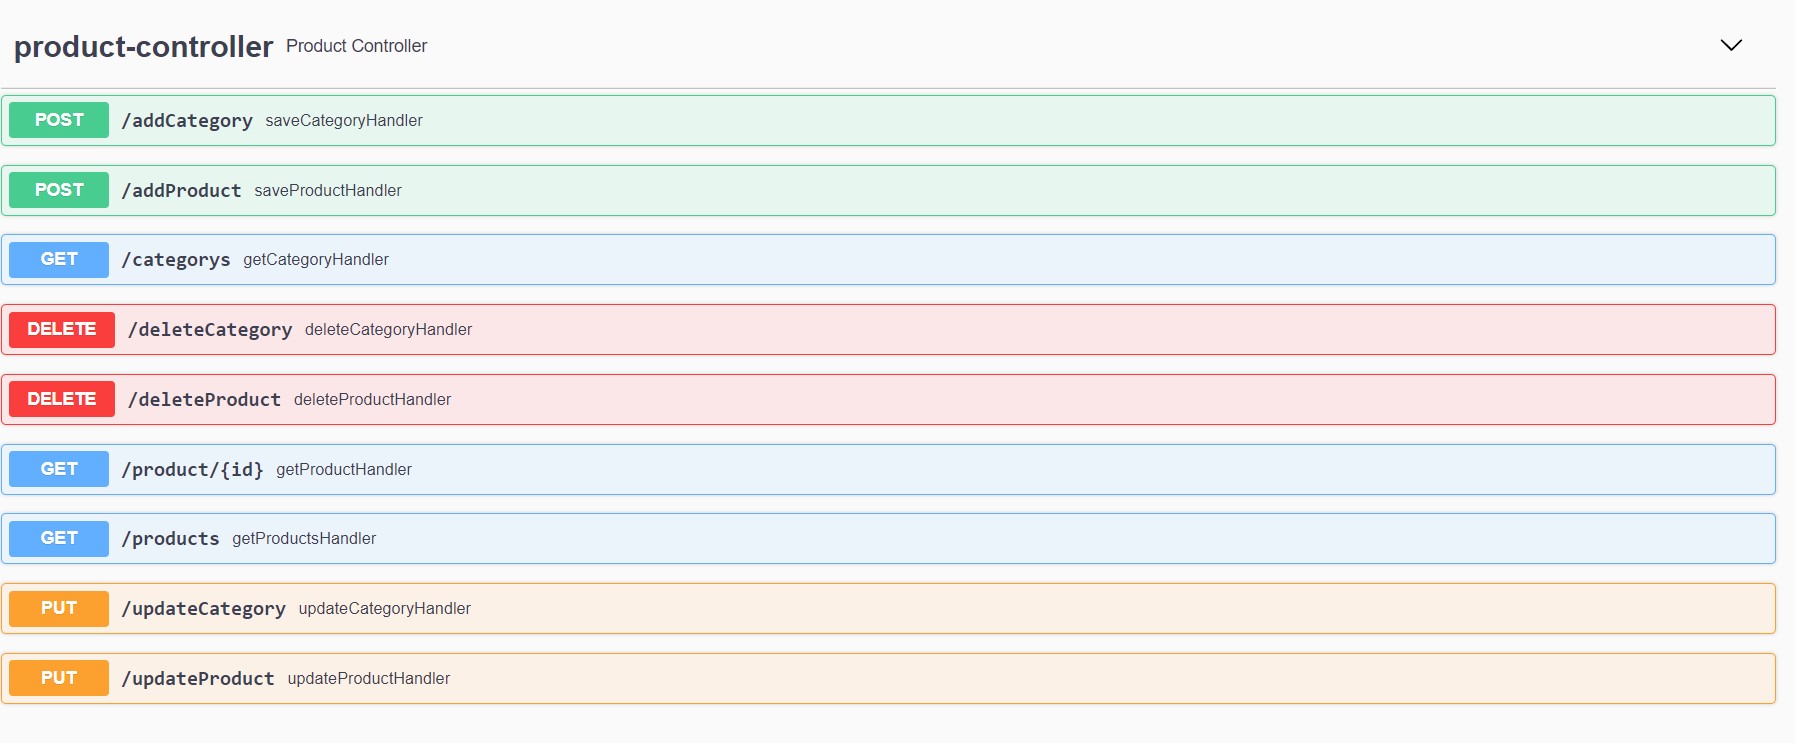 product-controller Product Controller
POST /addCategory saveCategoryHandler
POST /addProduct saveProductHandler
GET /categorys getCategoryHandler
DELETE /deleteCategory deleteCategoryHandler
DELETE /deleteProduct deleteProductHandler
GET /product/{id} getProductHandler
GET /products getProductsHandler
PUT /updateCategory updateCategoryHandler
PUT /updateProduct updateProductHandler